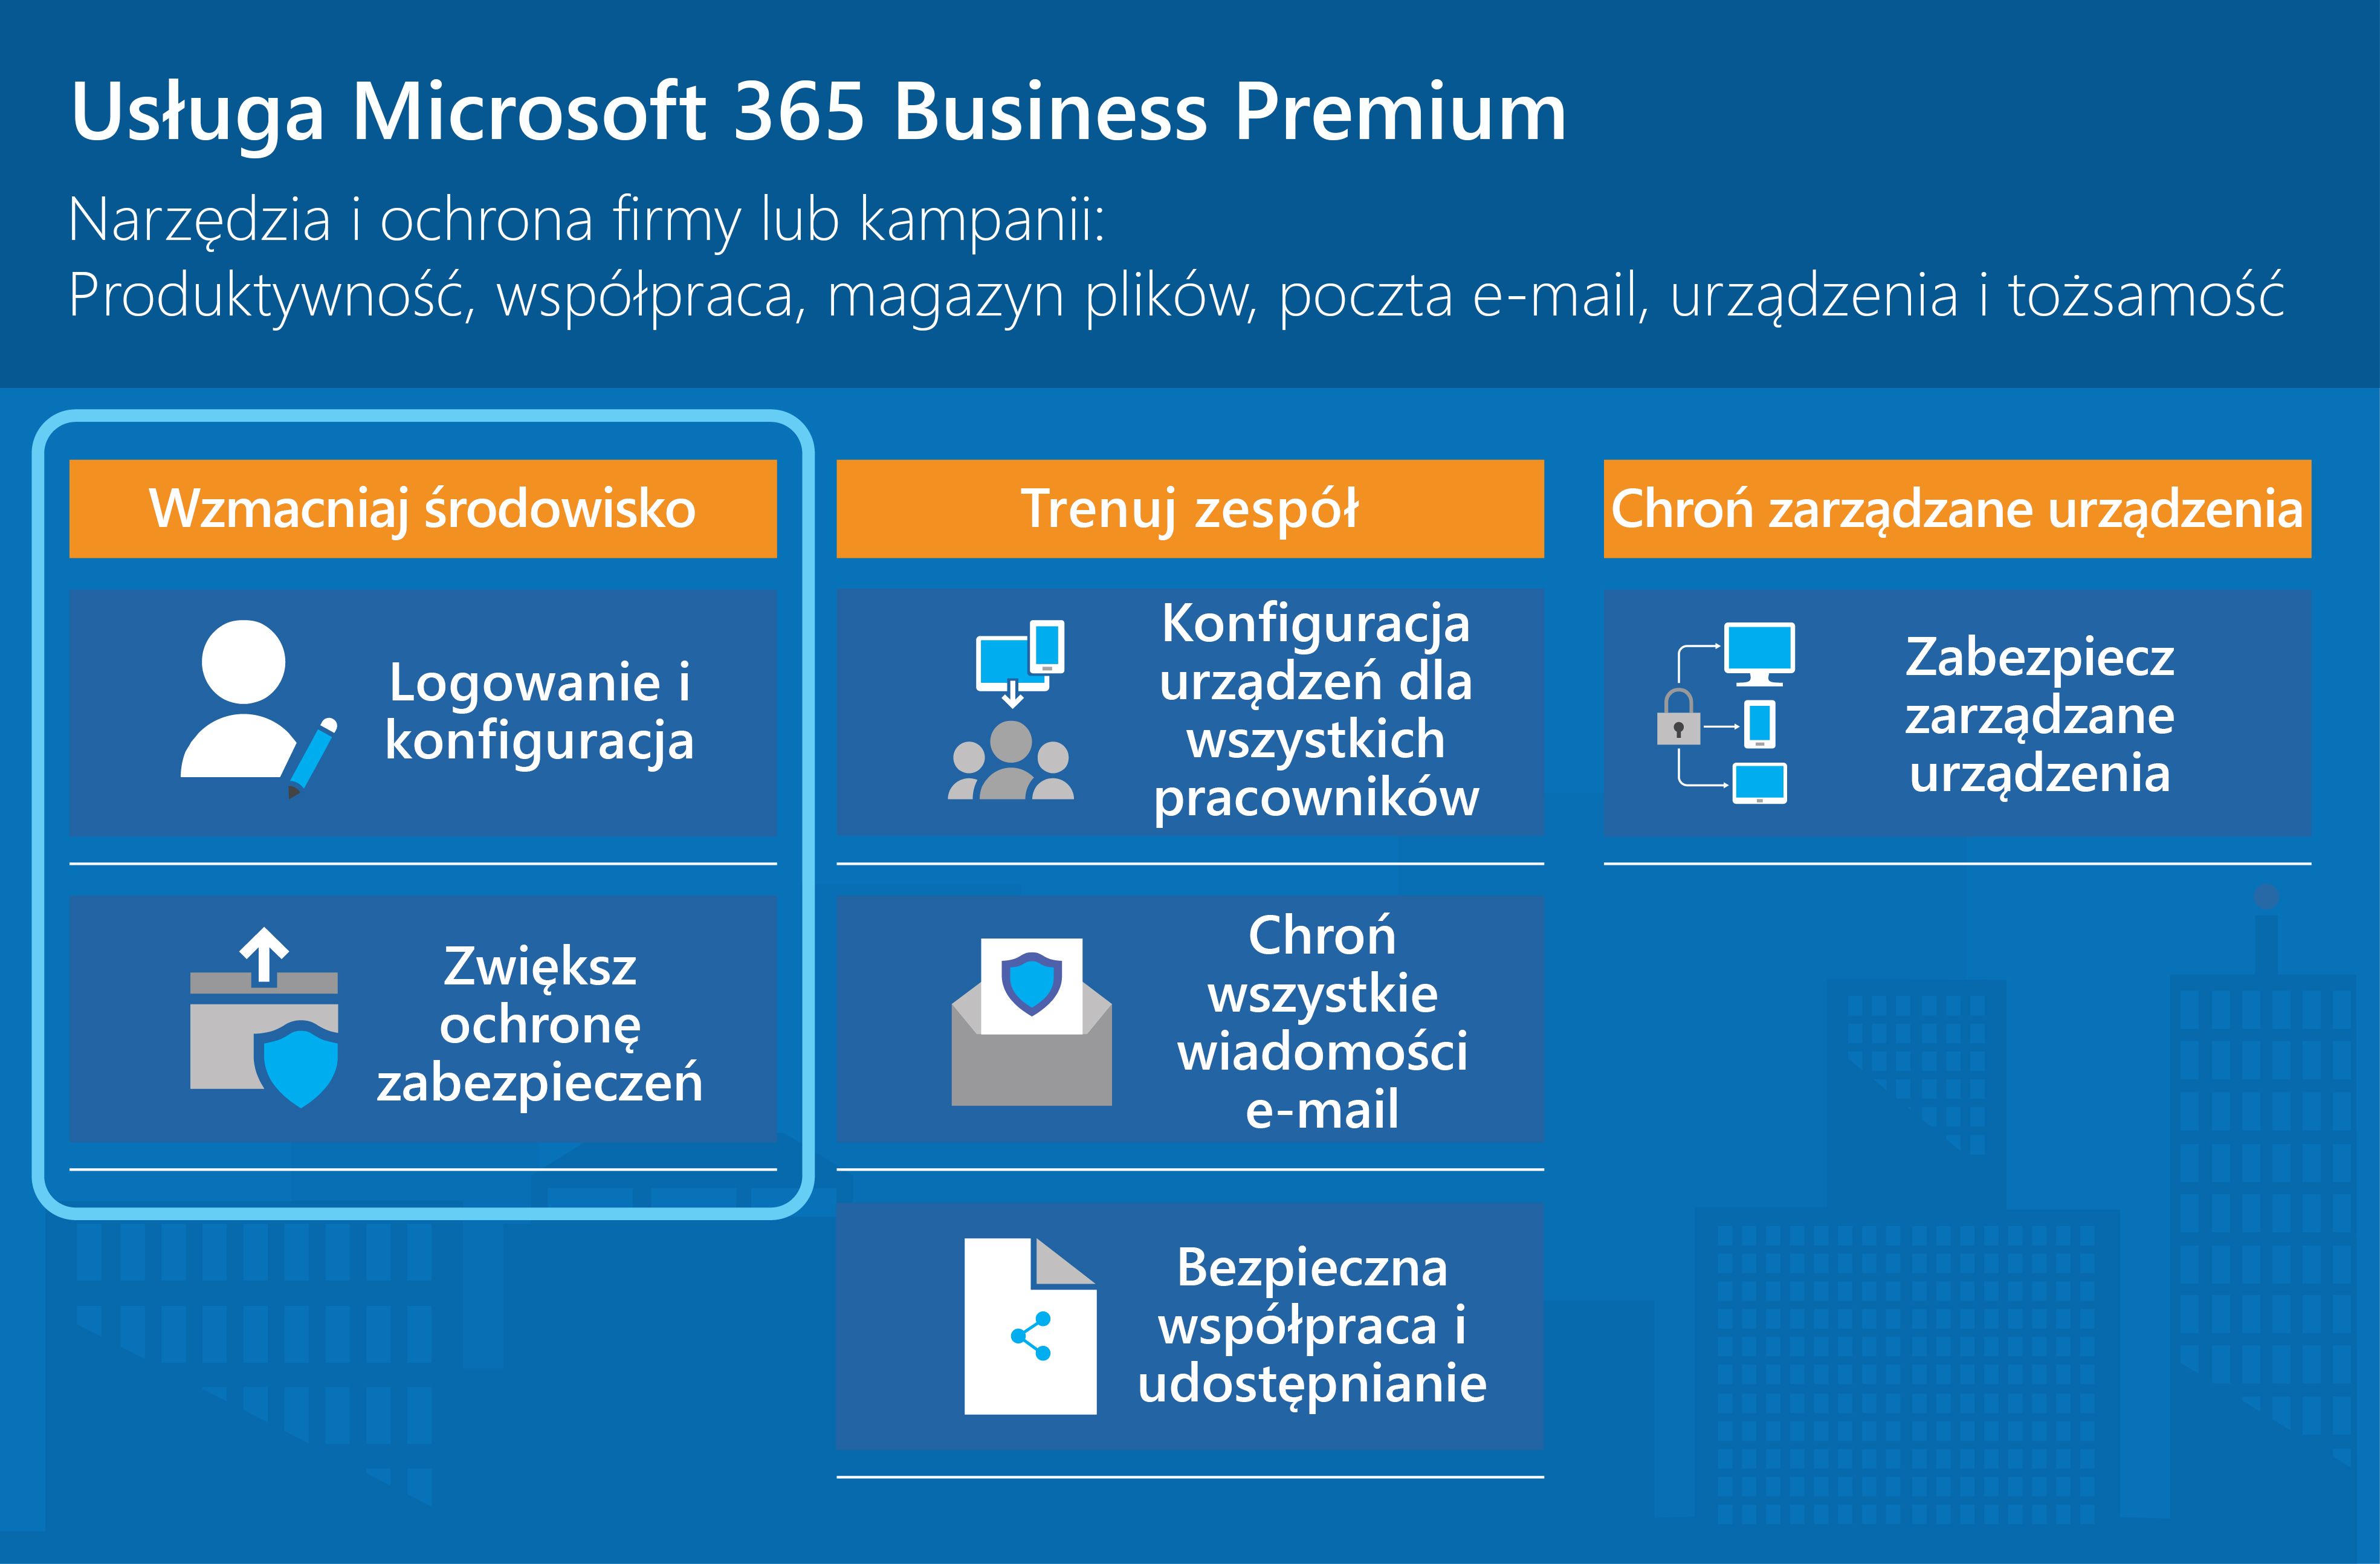 Usługa Microsoft 365 Business Premium
Narzędzia i ochrona firmy lub kampanii:
Produktywność, współpraca, magazyn plików, poczta e-mail, urządzenia i tożsamość
Wzmacniaj środowisko
Logowanie i
konfiguracja
Zwiększ
ochronę
zabezpieczeń
Trenuj zespół
Konfiguracja
urządzeń dla
wszystkich
pracowników
Chroń
wszystkie
wiadomości
e-mail
Bezpieczna
współpraca i
udostępnianie
Chroń zarządzane urządzenia
Zabezpiecz
zarządzane
urządzenia